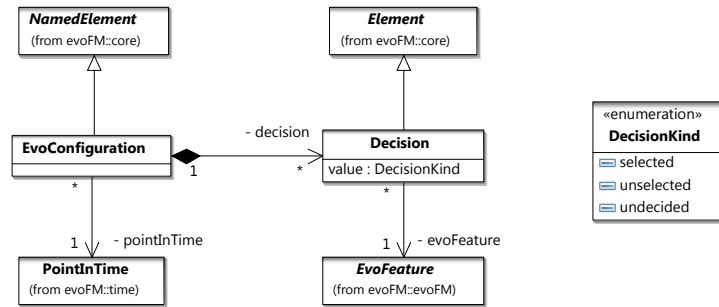 NamedElement
(from evoFM::core)
Element
(from evoFM::core)
EvoConfiguration
1
- decision
*
Decision
value : DecisionKind
«enumeration»
DecisionKind
selected
unselected
undecided
*
1
- pointInTime
*
1
- evoFeature
PointInTime
(from evoFM::time)
EvoFeature
(from evoFM::evoFM)